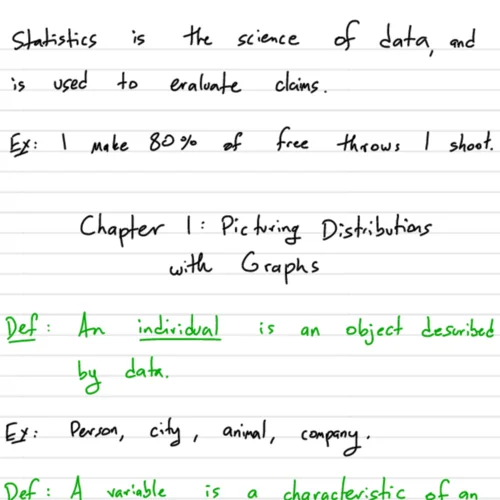 Statistics is the science of data, and
is used to evaluate claims.
Ex: I make 80% of free throws I shoot.
Chapter 1: Picturing Distributions
with Graphs
Def: An individual is an object described
by data.
Ex: Person, city, animal, company.
Def: A variable is a characteristic of an